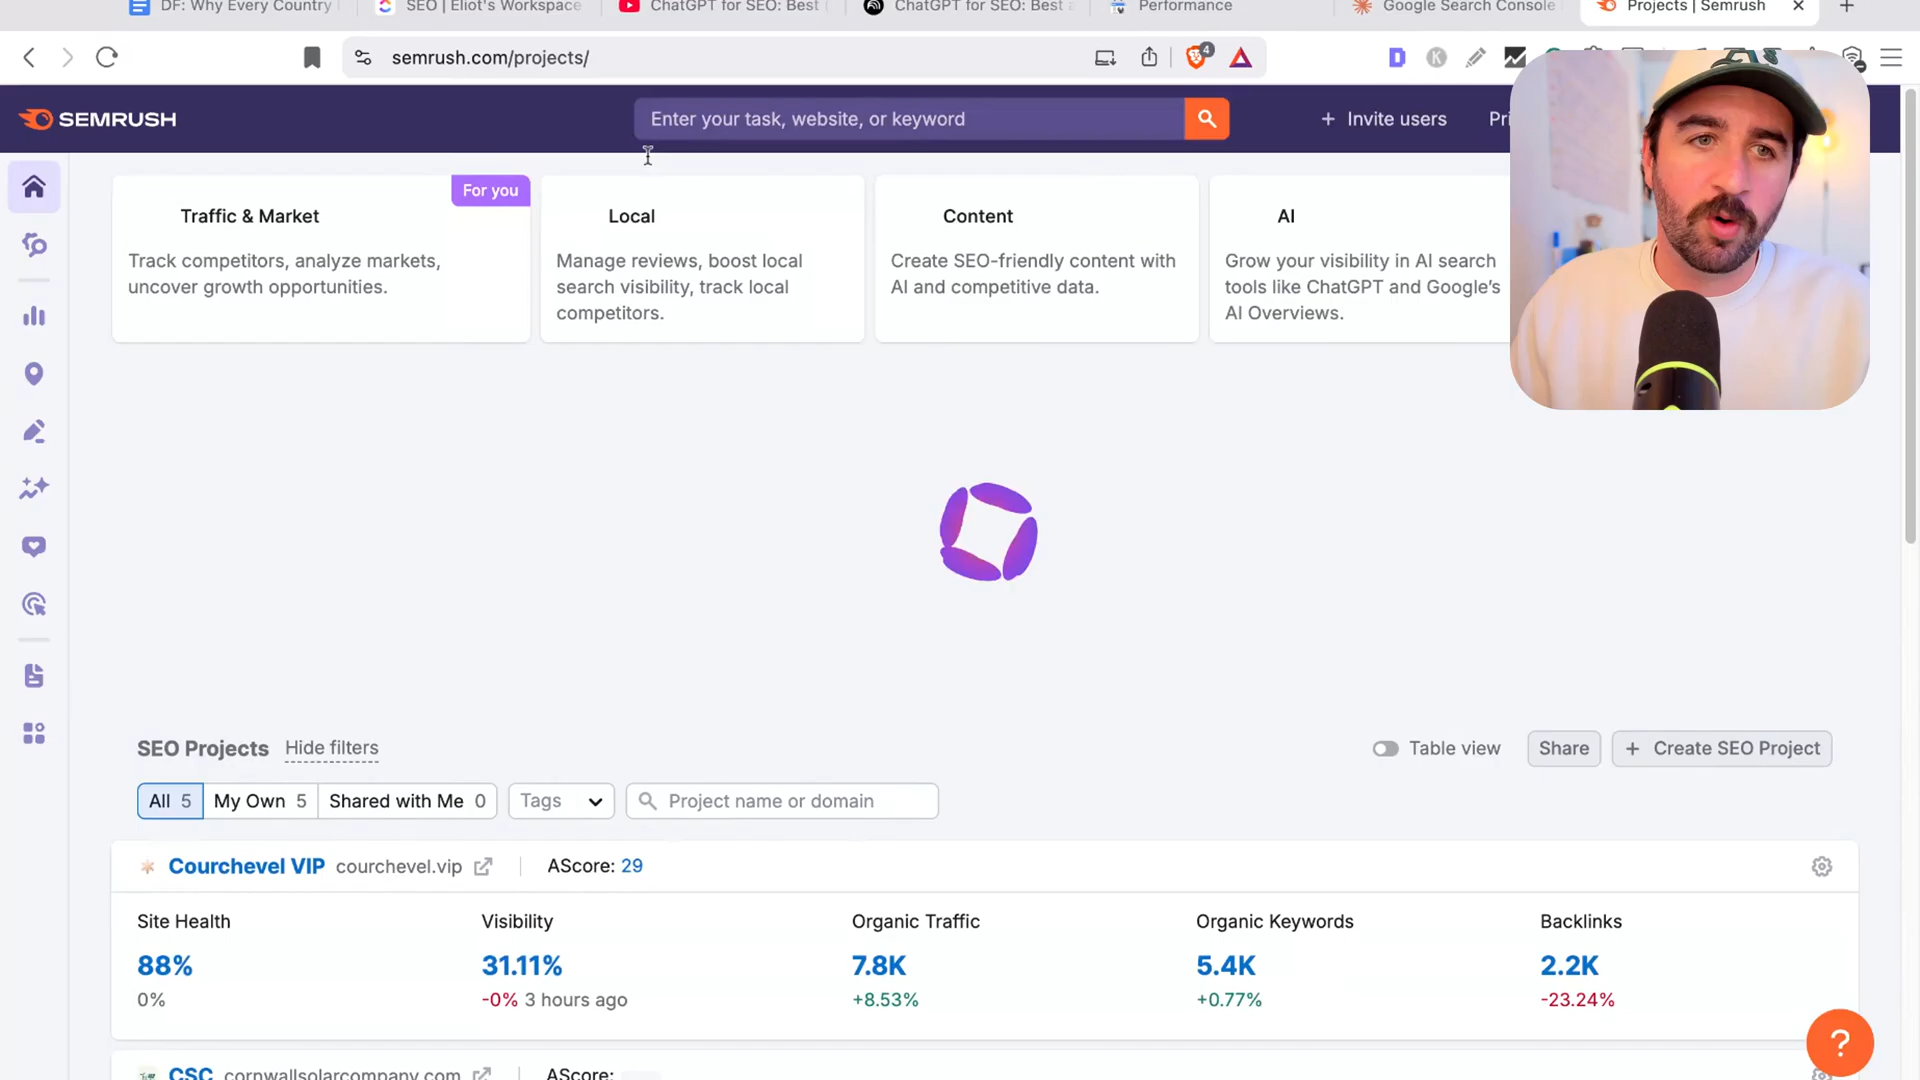 DF: Why Every Country
SEO | Eliot's Workspace
ChatGPT for SEO: Best
ChatGPT for SEO: Best
Performance
Google Search Console
Projects | Semrush
semrush.com/projects/
4
SEMRUSH
Enter your task, website, or keyword
+ Invite users
Pri
For you
Traffic & Market
Track competitors, analyze markets,
uncover growth opportunities.
Local
Manage reviews, boost local
search visibility, track local
competitors.
Content
Create SEO-friendly content with
AI and competitive data.
AI
Grow your visibility in AI search
tools like ChatGPT and Google's
AI Overviews.
SEO Projects
Hide filters
Table view
Share
+ Create SEO Project
All 5
My Own 5
Shared with Me 0
Tags
Project name or domain
Courchevel VIP courchevel.vip
AScore: 29
Site Health
88%
0%
Visibility
31.11%
-0% 3 hours ago
Organic Traffic
7.8K
+8.53%
Organic Keywords
5.4K
+0.77%
Backlinks
2.2K
-23.24%
?
CSC cornwallsolarcompany.com
AScore: